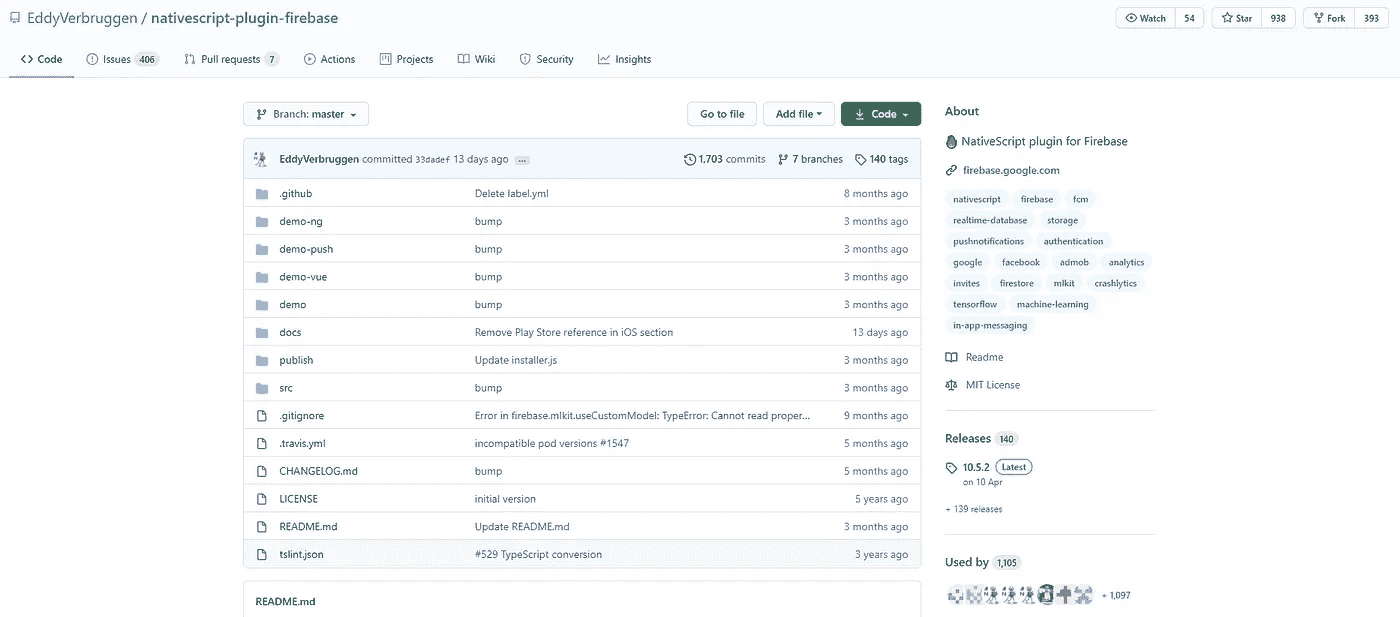 EddyVerbruggen / nativescript-plugin-firebase
Watch 54 Star 938 Fork 393
Code Issues 406 Pull requests 7 Actions Projects Wiki Security Insights
Branch: master Go to file Add file Code
EddyVerbruggen committed 33dadef 13 days ago ... 1,703 commits 7 branches 140 tags
.github Delete label.yml 8 months ago
demo-ng bump 3 months ago
demo-push bump 3 months ago
demo-vue bump 3 months ago
demo bump 3 months ago
docs Remove Play Store reference in iOS section 13 days ago
publish Update installer.js 3 months ago
src bump 3 months ago
.gitignore Error in firebase.mlkit.useCustomModel: TypeError: Cannot read proper... 9 months ago
.travis.yml incompatible pod versions #1547 5 months ago
CHANGELOG.md bump 5 months ago
LICENSE initial version 5 years ago
README.md Update README.md 3 months ago
tslint.json #529 TypeScript conversion 3 years ago
README.md
About
NativeScript plugin for Firebase
firebase.google.com
nativescript firebase fcm
realtime-database storage
pushnotifications authentication
google facebook admob analytics
invites firestore mlkit crashlytics
tensorflow machine-learning
in-app-messaging
Readme
MIT License
Releases 140
10.5.2 Latest
on 10 Apr
+ 139 releases
Used by 1,105
+ 1,097